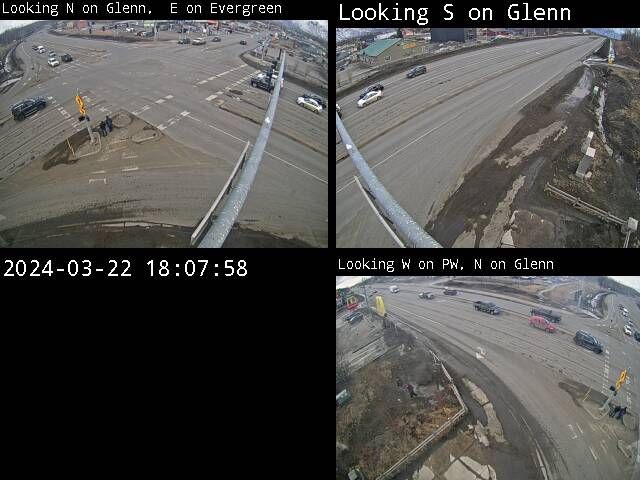 Looking N on Glenn,  E on Evergreen
Looking S on Glenn
2024-03-22 18:07:58
Looking W on PW, N on Glenn